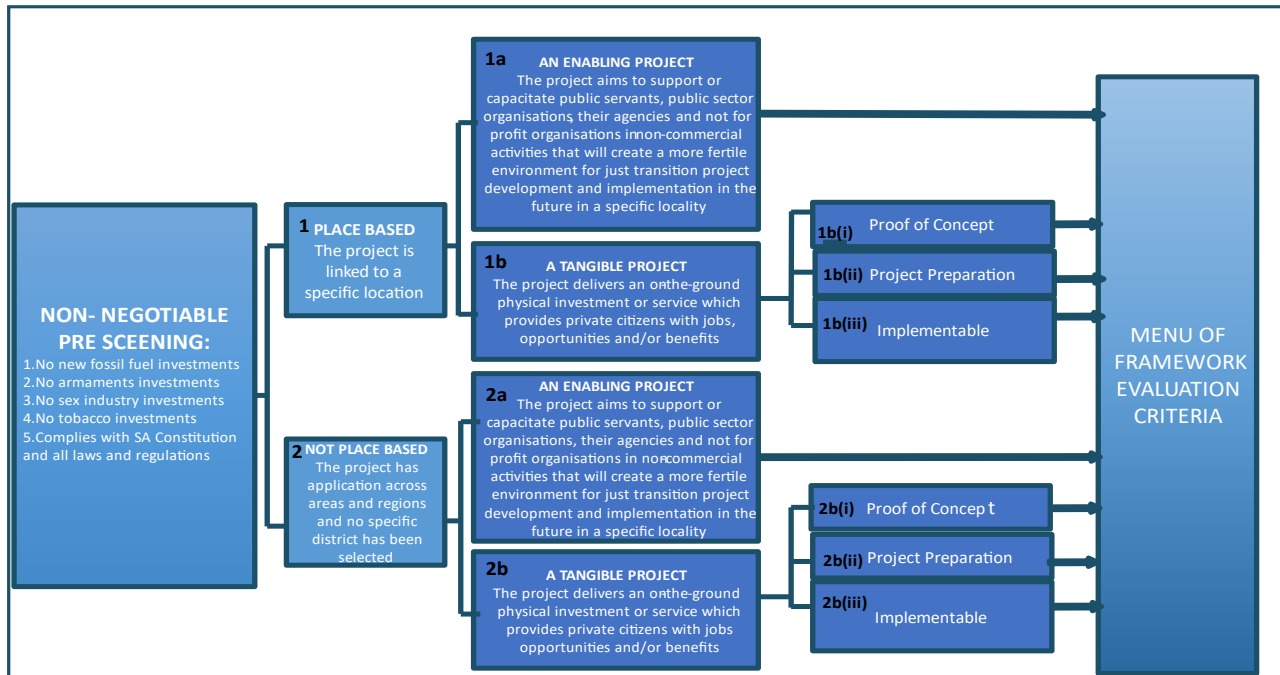 NON- NEGOTIABLE
PRE SCEENING:
1.No new fossil fuel investments
2.No armaments investments
3.No sex industry investments
4.No tobacco investments
5.Complies with SA Constitution
and all laws and regulations
1 PLACE BASED
The project is
linked to a
specific location
2 NOT PLACE BASED
The project has
application across
areas and regions
and no specific
district has been
selected
1a AN ENABLING PROJECT
The project aims to support or
capacitate public servants, public sector
organisations, their agencies and not for
profit organisations in non-commercial
activities that will create a more fertile
environment for just transition project
development and implementation in the
future in a specific locality
1b A TANGIBLE PROJECT
The project delivers an on-the-ground
physical investment or service which
provides private citizens with jobs,
opportunities and/or benefits
1b(i) Proof of Concept
1b(ii) Project Preparation
1b(iii) Implementable
2a AN ENABLING PROJECT
The project aims to support or
capacitate public servants, public sector
organisations, their agencies and not for
profit organisations in noncommercial
activities that will create a more fertile
environment for just transition project
development and implementation in the
future in a specific locality
2b A TANGIBLE PROJECT
The project delivers an on-the-ground
physical investment or service which
provides private citizens with jobs
opportunities and/or benefits
2b(i) Proof of Concept
2b(ii) Project Preparation
2b(iii) Implementable
MENU OF
FRAMEWORK
EVALUATION
CRITERIA